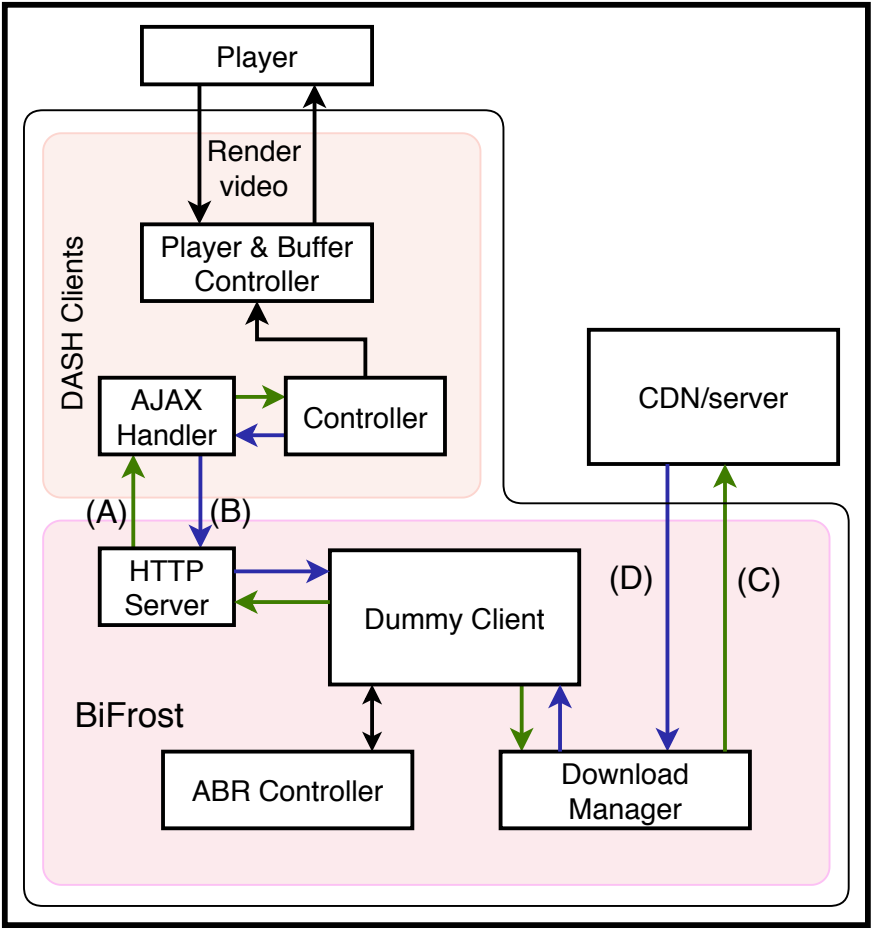 Player
Render
video
Player & Buffer
Controller
DASH Clients
AJAX
Handler
Controller
CDN/server
(A)
(B)
HTTP
Server
Dummy Client
(D)
(C)
BiFrost
ABR Controller
Download
Manager